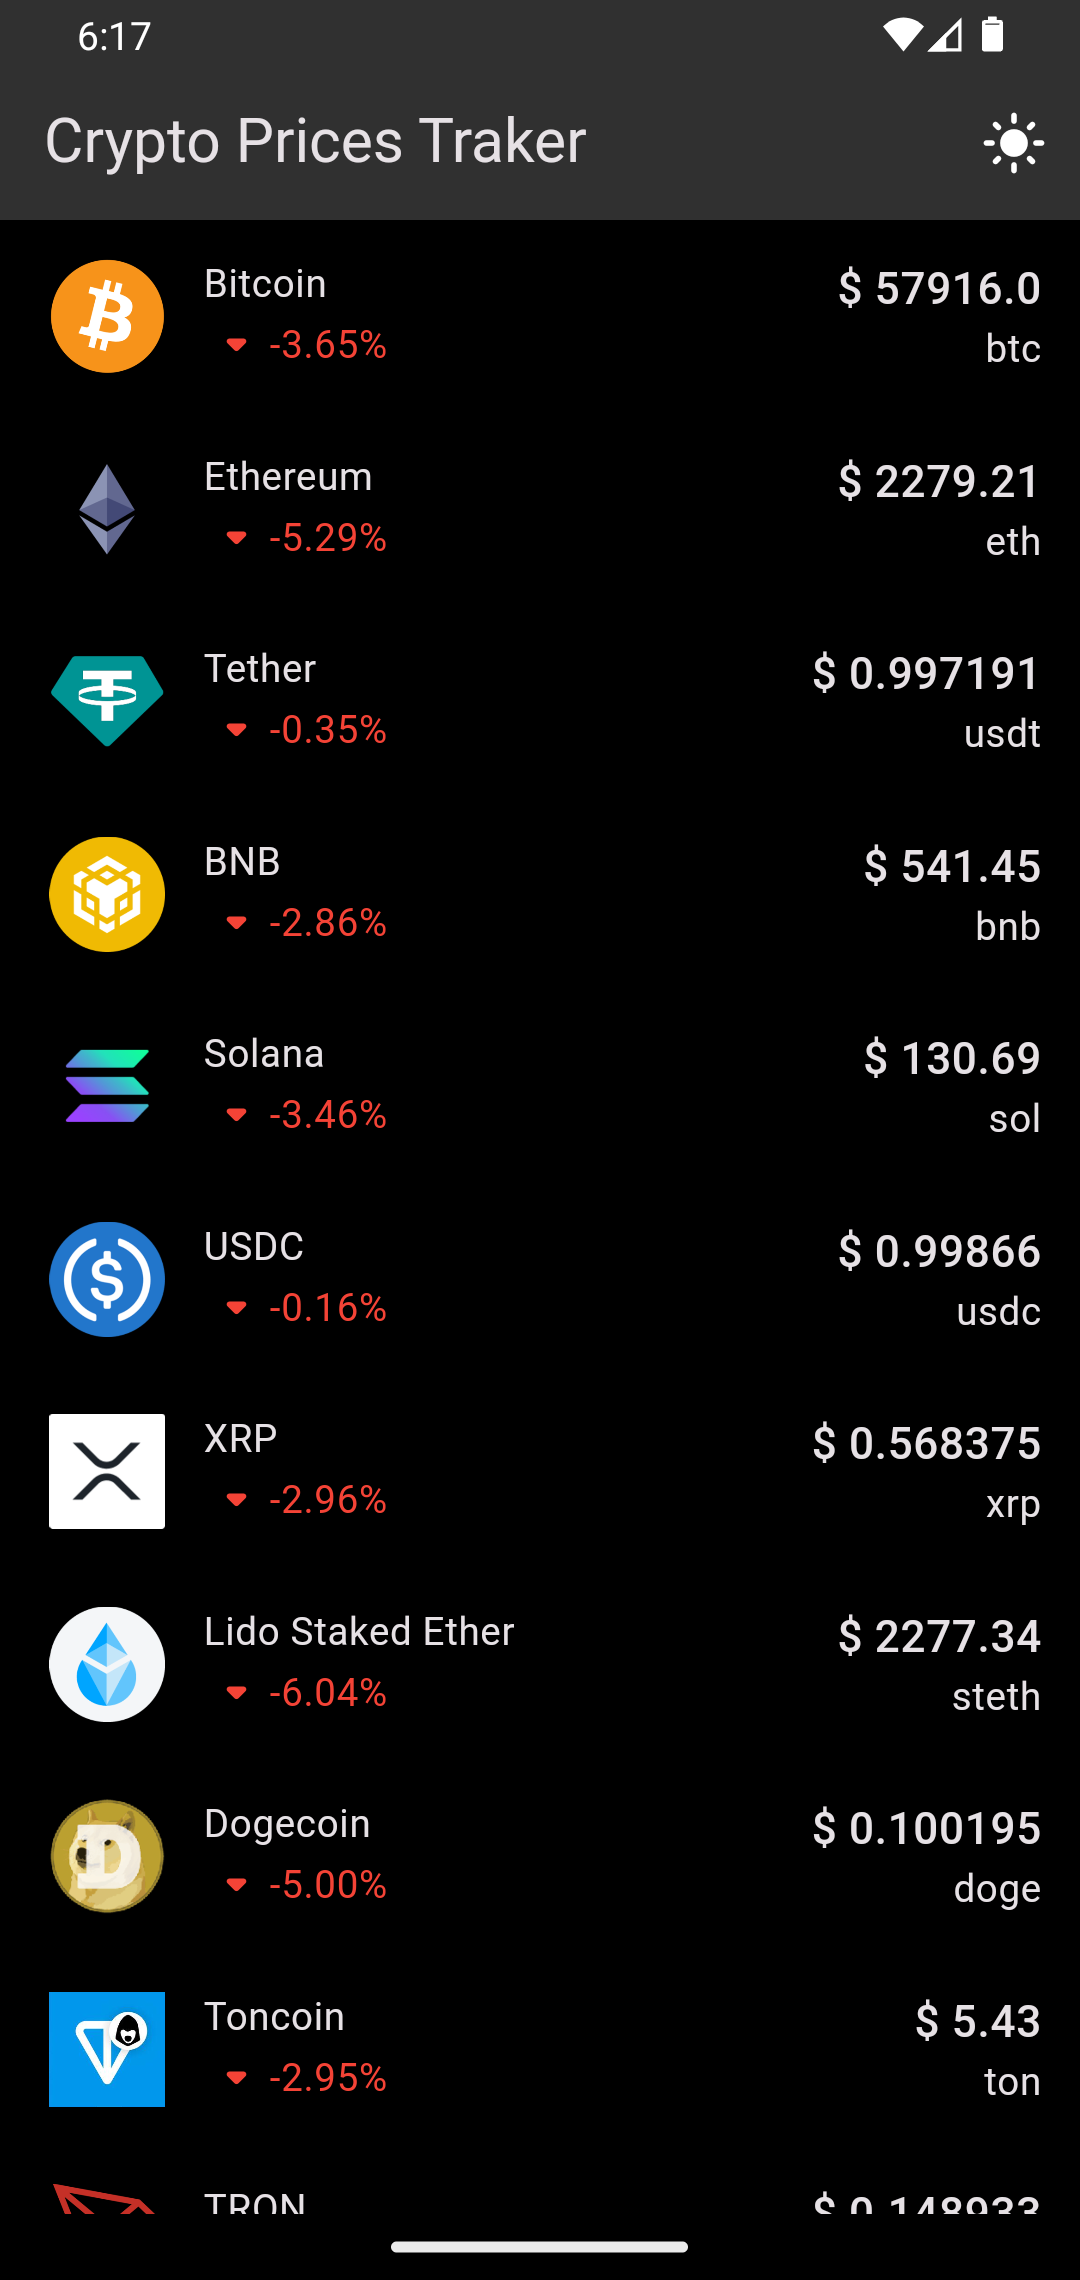 6:17
Crypto Prices Traker
Bitcoin
$ 57916.0
-3.65%
btc
Ethereum
$ 2279.21
-5.29%
eth
Tether
$ 0.997191
-0.35%
usdt
BNB
$ 541.45
-2.86%
bnb
Solana
$ 130.69
-3.46%
sol
USDC
$ 0.99866
-0.16%
usdc
XRP
$ 0.568375
-2.96%
xrp
Lido Staked Ether
$ 2277.34
-6.04%
steth
Dogecoin
$ 0.100195
-5.00%
doge
Toncoin
$ 5.43
-2.95%
ton
TRON
$ 0.148933